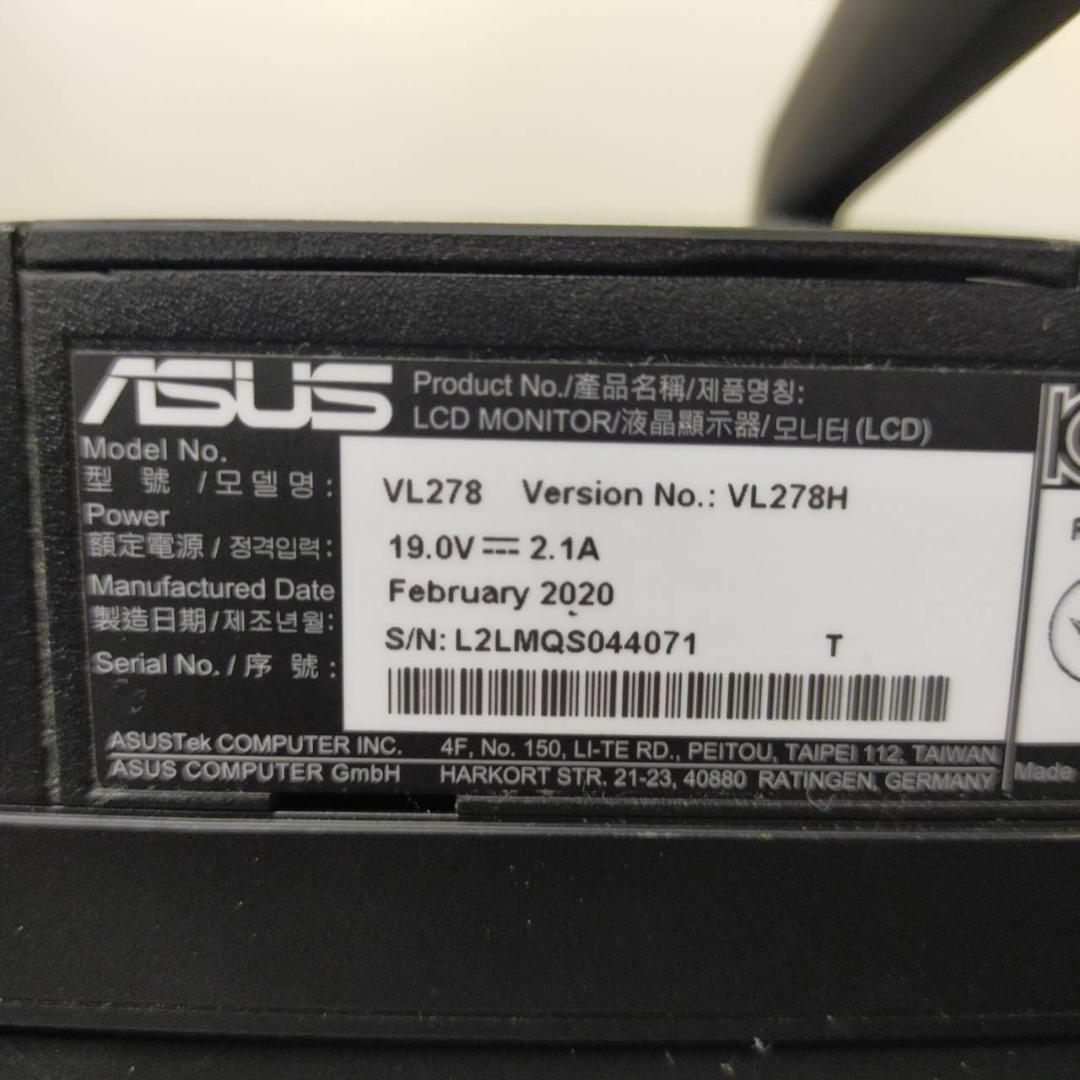 ASUS
Product No./產品名稱/제품명칭:
LCD MONITOR/液晶顯示器/모니터 (LCD)
Model No.
型 號 /모델명:
VL278 Version No.: VL278H
Power
額定電源 / 정격입력:
19.0V 2.1A
Manufactured Date
製造日期/제조년월:
February 2020
Serial No. / 序 號 :
S/N: L2LMQS044071 T
ASUSTek COMPUTER INC. 4F, No. 150, LI-TE RD., PEITOU, TAIPEI 112, TAIWAN
ASUS COMPUTER GmbH HARKORT STR. 21-23, 40880 RATINGEN, GERMANY
Made